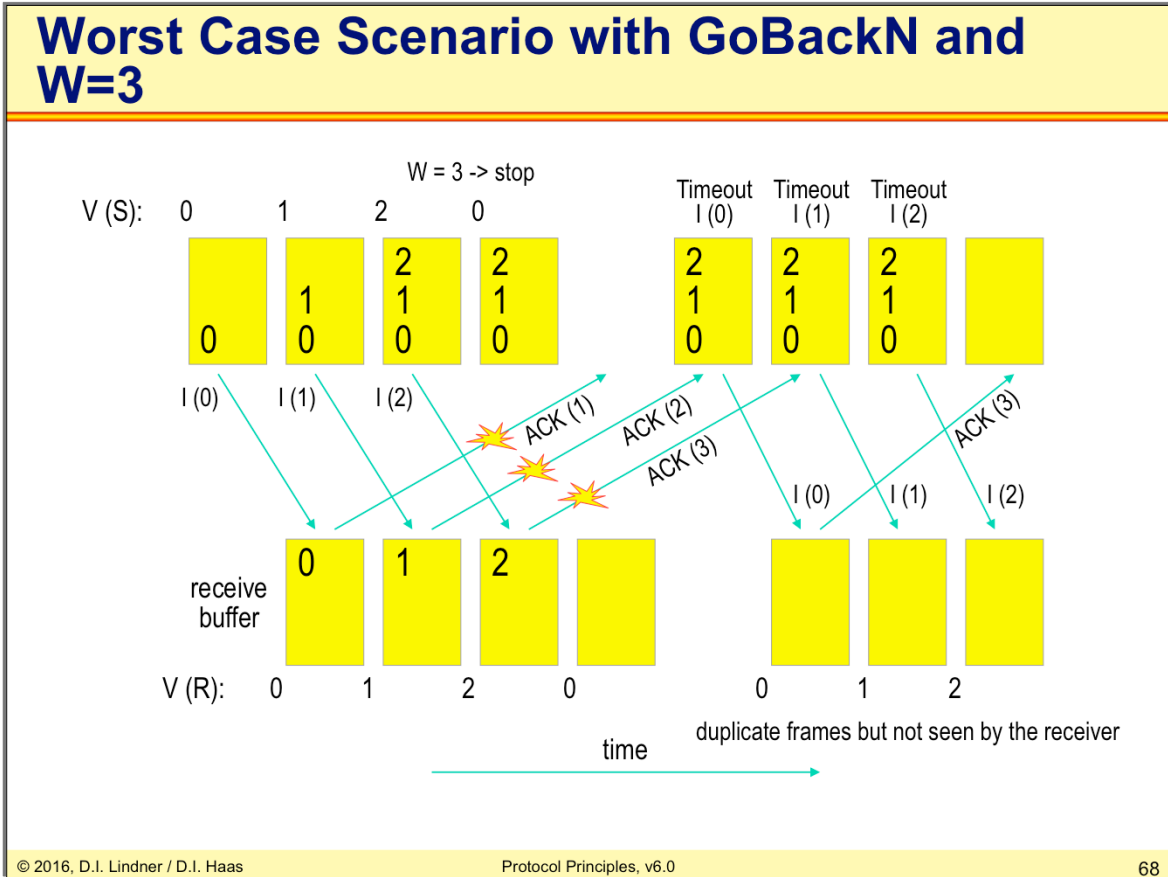 Worst Case Scenario with GoBackN and
W=3
W = 3 -> stop
Timeout
I (0)
Timeout
I (1)
Timeout
I (2)
V (S): 0 1 2 0
0
1
0
2
1
0
2
1
0
2
1
0
2
1
0
2
1
0
I (0)
I (1)
I (2)
ACK (1)
ACK (2)
ACK (3)
ACK (3)
I (0)
I (1)
I (2)
receive
buffer
0
1
2
V (R): 0 1 2 0 0 1 2
duplicate frames but not seen by the receiver
time
© 2016, D.I. Lindner / D.I. Haas
Protocol Principles, v6.0
68